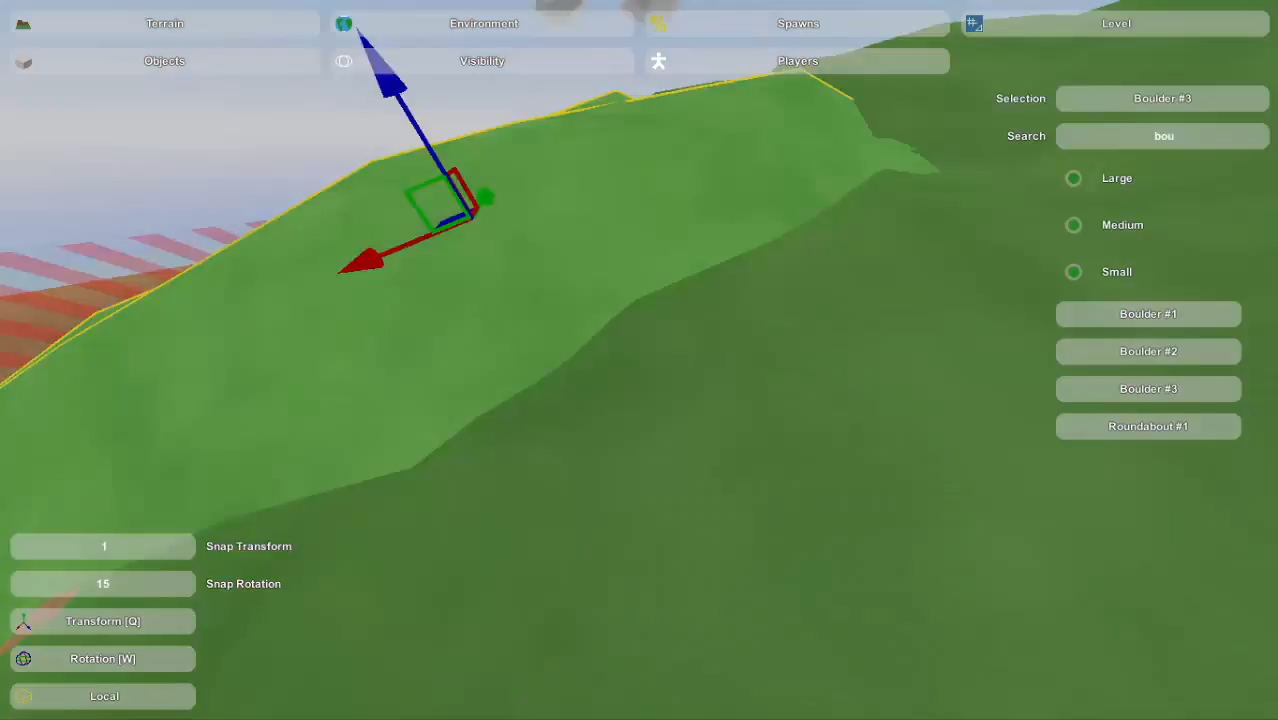 Terrain
Environment
Spawns
Level
Objects
Visibility
Players
Selection
Boulder #3
Search
bou
Large
Medium
Small
Boulder #1
Boulder #2
Boulder #3
Roundabout #1
1
Snap Transform
15
Snap Rotation
Transform [Q]
Rotation [W]
Local